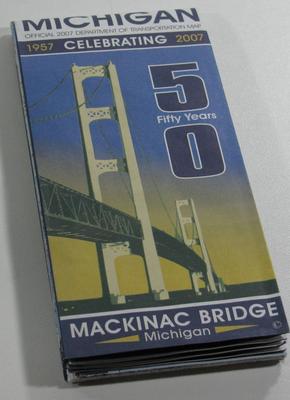 MICHIGAN
OFFICIAL 2007 DEPARTMENT OF TRANSPORTATION MAP
1957 CELEBRATING 2007
5
Fifty Years
0
MACKINAC BRIDGE
Michigan